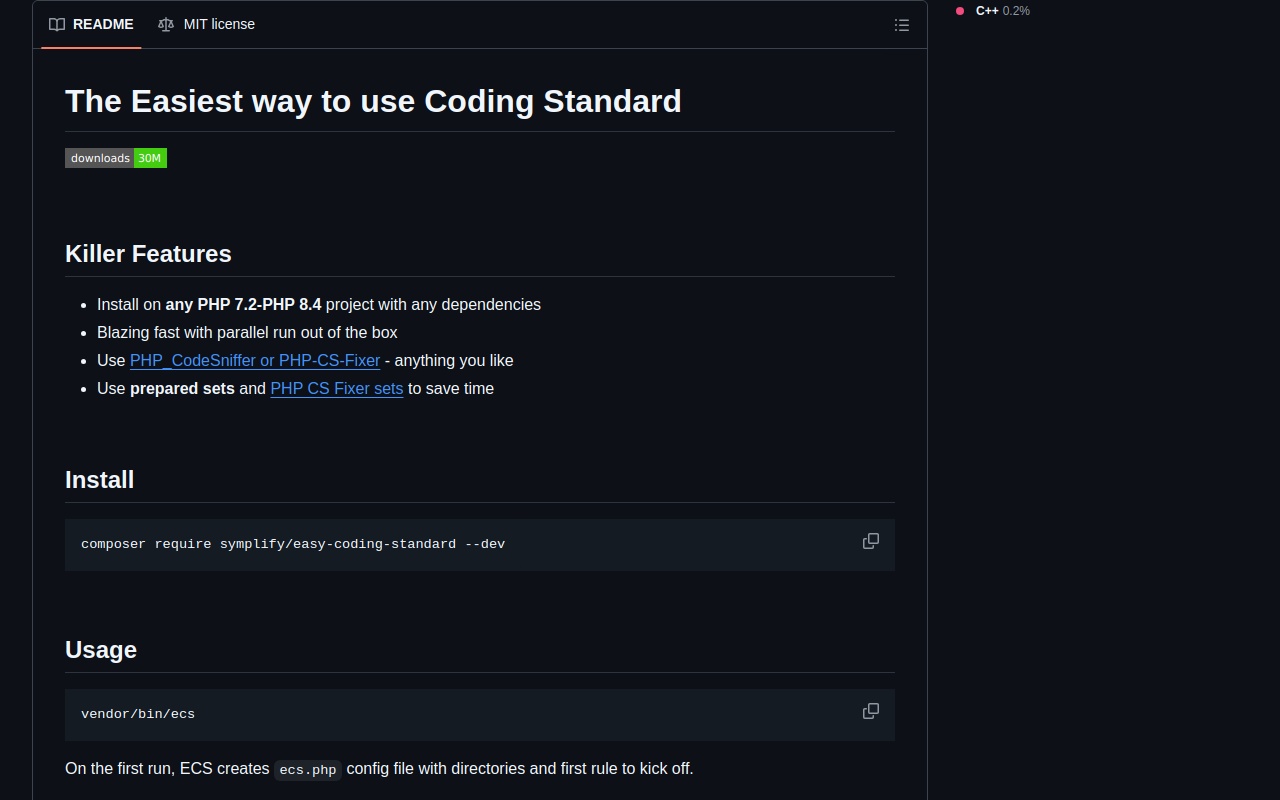 README MIT license
C++ 0.2%
The Easiest way to use Coding Standard
downloads 30M
Killer Features
Install on any PHP 7.2-PHP 8.4 project with any dependencies
Blazing fast with parallel run out of the box
Use PHP_CodeSniffer or PHP-CS-Fixer - anything you like
Use prepared sets and PHP CS Fixer sets to save time
Install
composer require symplify/easy-coding-standard --dev
Usage
vendor/bin/ecs
On the first run, ECS creates ecs.php config file with directories and first rule to kick off.